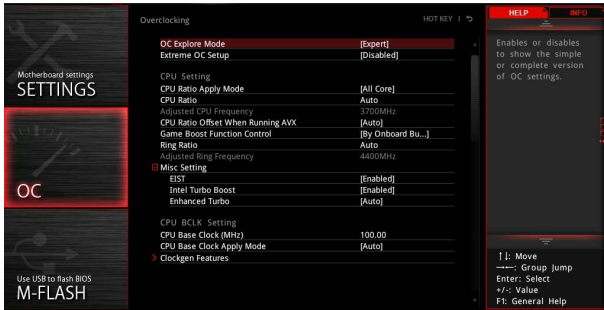 Motherboard settings
SETTINGS
OC
Use USB to flash BIOS
M-FLASH
Overclocking
HOT KEY |
OC Explore Mode [Expert]
Extreme OC Setup [Disabled]
CPU Setting
CPU Ratio Apply Mode [All Core]
CPU Ratio Auto
Adjusted CPU Frequency 3700MHz
CPU Ratio Offset When Running AVX [Auto]
Game Boost Function Control [By Onboard Bu...]
Ring Ratio Auto
Adjusted Ring Frequency 4400MHz
Misc Setting
EIST [Enabled]
Intel Turbo Boost [Enabled]
Enhanced Turbo [Auto]
CPU BCLK Setting
CPU Base Clock (MHz) 100.00
CPU Base Clock Apply Mode [Auto]
Clockgen Features
HELP INFO
Enables or disables
to show the simple
or complete version
of OC settings.
↑↓: Move
→←: Group Jump
Enter: Select
+/-: Value
F1: General Help